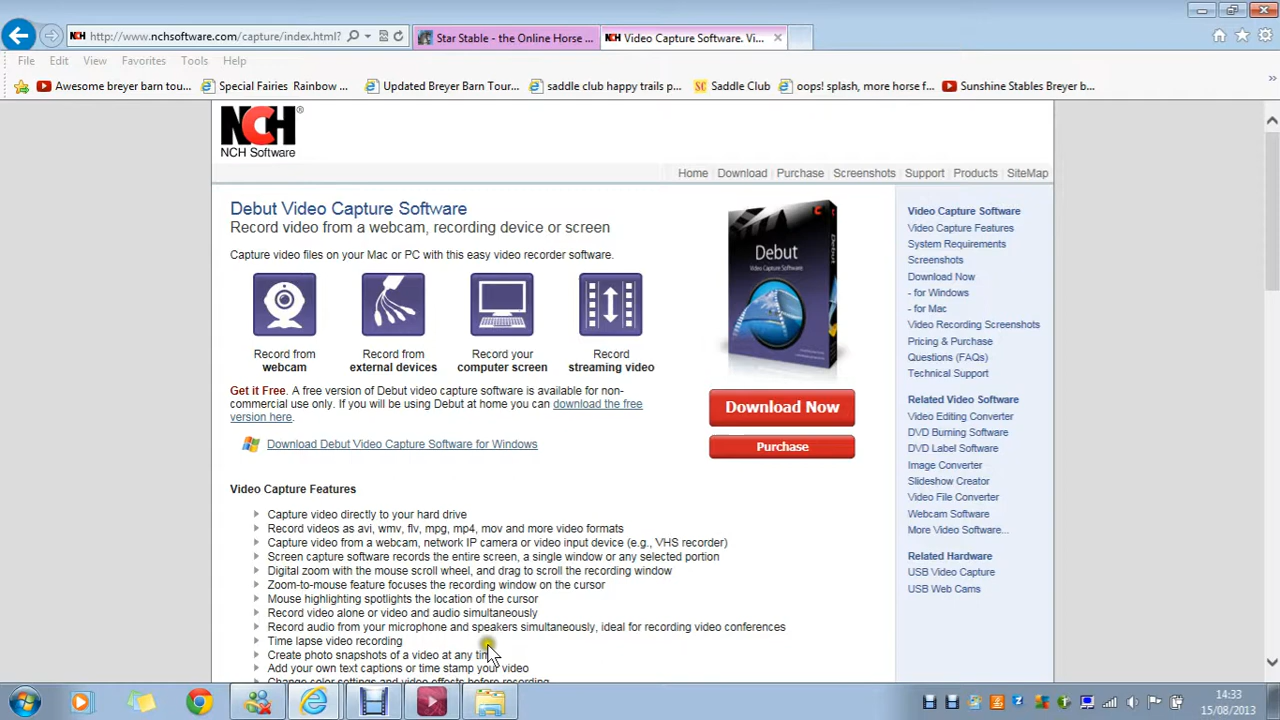 http://www.nchsoftware.com/capture/index.html?
Star Stable - the Online Horse ...
Video Capture Software. Vi...
File Edit View Favorites Tools Help
Awesome breyer barn tou...
Special Fairies Rainbow ...
Updated Breyer Barn Tour...
saddle club happy trails p...
Saddle Club
oops! splash, more horse f...
Sunshine Stables Breyer b...
NCH®
NCH Software
Home Download Purchase Screenshots Support Products SiteMap
Debut Video Capture Software
Record video from a webcam, recording device or screen
Capture video files on your Mac or PC with this easy video recorder software.
Record from webcam
Record from external devices
Record your computer screen
Record streaming video
Get it Free. A free version of Debut video capture software is available for non-
commercial use only. If you will be using Debut at home you can download the free
version here.
Download Debut Video Capture Software for Windows
Debut
Video Capture Software
Debut
Download Now
Purchase
Video Capture Features
Capture video directly to your hard drive
Record videos as avi, wmv, flv, mpg, mp4, mov and more video formats
Capture video from a webcam, network IP camera or video input device (e.g., VHS recorder)
Screen capture software records the entire screen, a single window or any selected portion
Digital zoom with the mouse scroll wheel, and drag to scroll the recording window
Zoom-to-mouse feature focuses the recording window on the cursor
Mouse highlighting spotlights the location of the cursor
Record video alone or video and audio simultaneously
Record audio from your microphone and speakers simultaneously, ideal for recording video conferences
Time lapse video recording
Create photo snapshots of a video at any time
Add your own text captions or time stamp your video
Change color settings and video effects before recording
Video Capture Software
Video Capture Features
System Requirements
Screenshots
Download Now
- for Windows
- for Mac
Video Recording Screenshots
Pricing & Purchase
Questions (FAQs)
Technical Support
Related Video Software
Video Editing Converter
DVD Burning Software
DVD Label Software
Image Converter
Slideshow Creator
Video File Converter
Webcam Software
More Video Software...
Related Hardware
USB Video Capture
USB Web Cams
14:33
15/08/2013